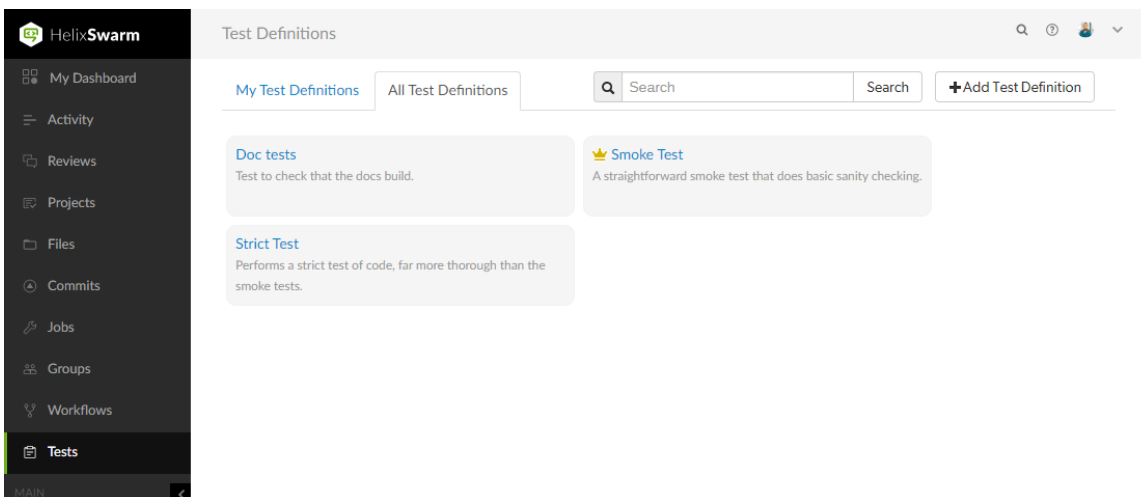 HelixSwarm
Test Definitions
My Dashboard
Activity
Reviews
Projects
Files
Commits
Jobs
Groups
Workflows
Tests
MAIN
My Test Definitions
All Test Definitions
Search
Search
+Add Test Definition
Doc tests
Test to check that the docs build.
Smoke Test
A straightforward smoke test that does basic sanity checking.
Strict Test
Performs a strict test of code, far more thorough than the
smoke tests.